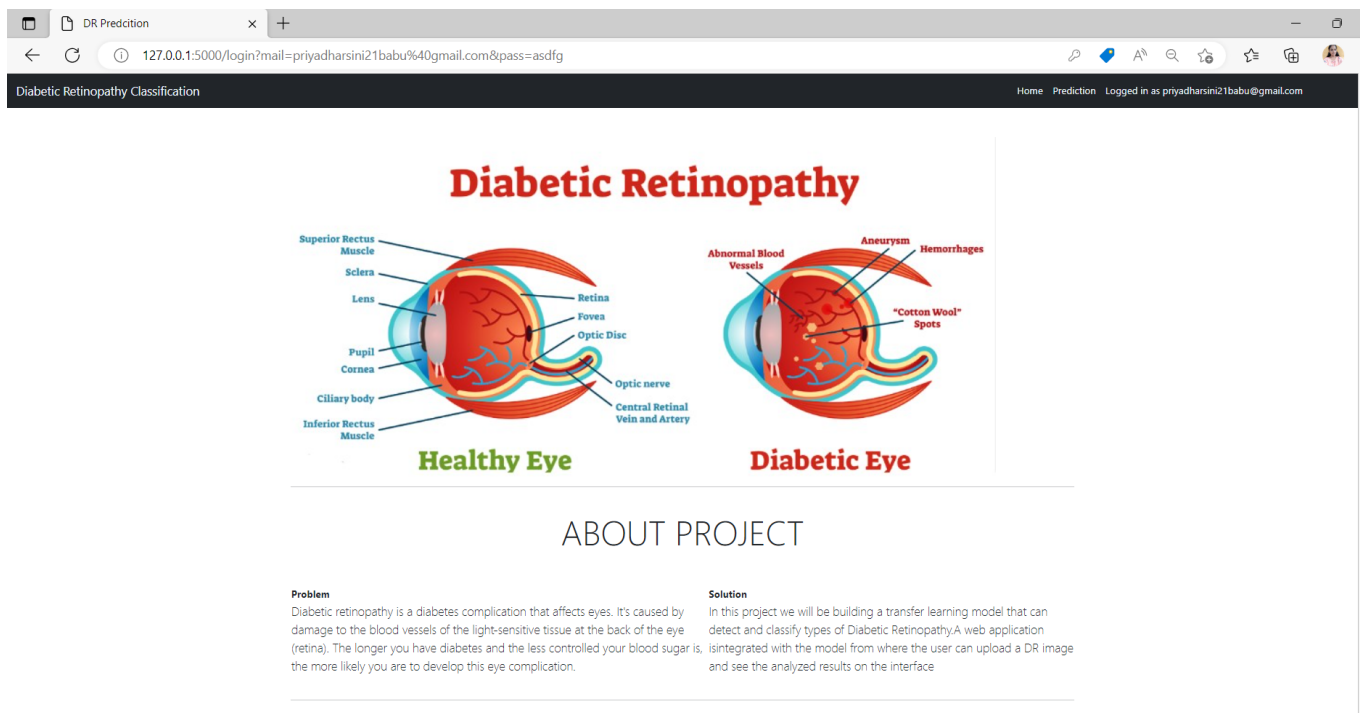 DR Predcition
127.0.0.1:5000/login?mail=priyadharsini21babu%40gmail.com&pass=asdfg
Diabetic Retinopathy Classification
Home Prediction Logged in as priyadharsini21babu@gmail.com
Diabetic Retinopathy
Superior Rectus
Muscle
Sclera
Lens
Pupil
Cornea
Ciliary body
Inferior Rectus
Muscle
Retina
Fovea
Optic Disc
Optic nerve
Central Retinal
Vein and Artery
Healthy Eye
Abnormal Blood
Vessels
Aneurysm
Hemorrhages
"Cotton Wool"
Spots
Diabetic Eye
ABOUT PROJECT
Problem
Diabetic retinopathy is a diabetes complication that affects eyes. It's caused by
damage to the blood vessels of the light-sensitive tissue at the back of the eye
(retina). The longer you have diabetes and the less controlled your blood sugar is,
the more likely you are to develop this eye complication.
Solution
In this project we will be building a transfer learning model that can
detect and classify types of Diabetic Retinopathy.A web application
isintegrated with the model from where the user can upload a DR image
and see the analyzed results on the interface